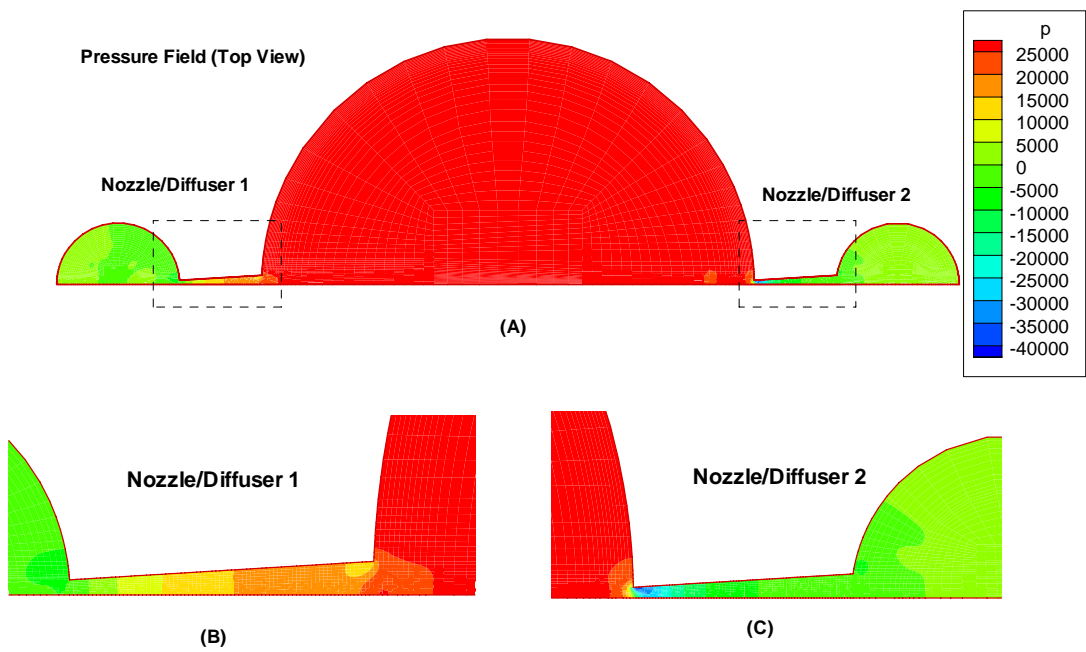 p
Pressure Field (Top View)
25000
20000
15000
10000
5000
0
-5000
-10000
-15000
-20000
-25000
-30000
-35000
-40000
Nozzle/Diffuser 1
Nozzle/Diffuser 2
(A)
Nozzle/Diffuser 1
Nozzle/Diffuser 2
(B)
(C)